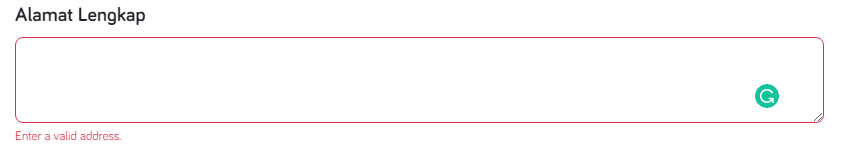 Alamat Lengkap
Enter a valid address.